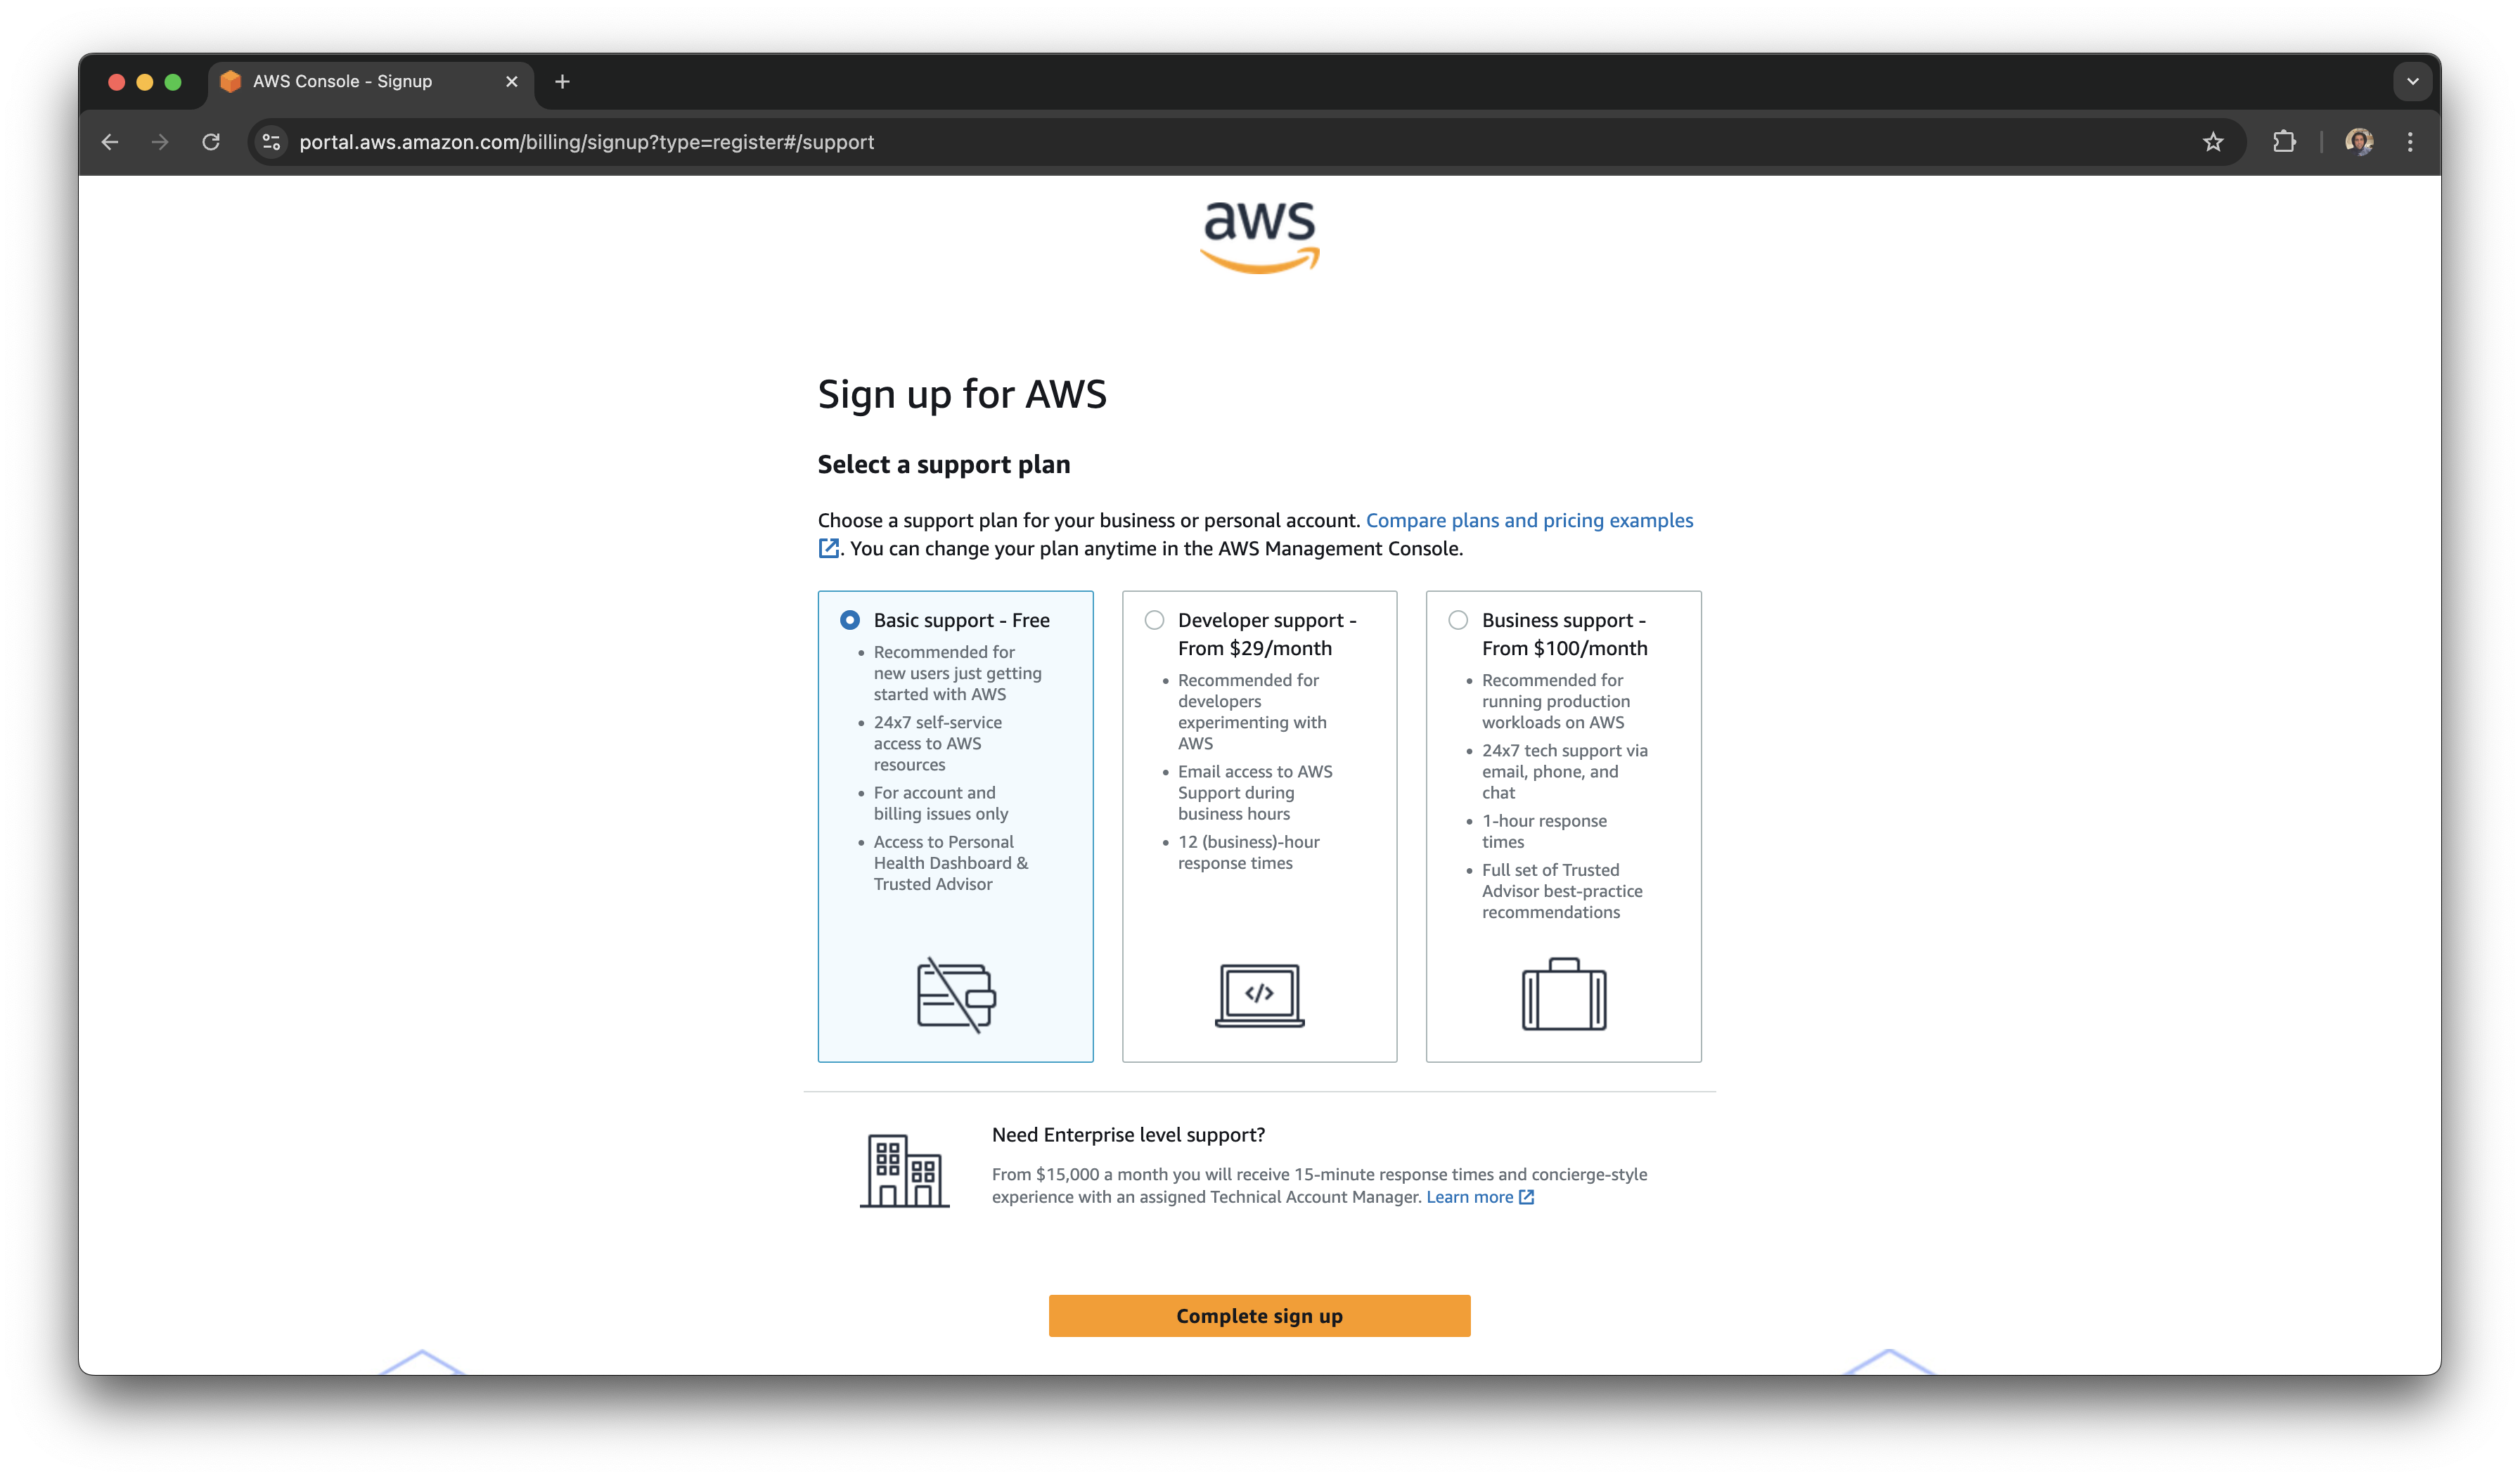 AWS Console - Signup
portal.aws.amazon.com/billing/signup?type=register#/support
aws
Sign up for AWS
Select a support plan
Choose a support plan for your business or personal account. Compare plans and pricing examples
. You can change your plan anytime in the AWS Management Console.
Basic support - Free
• Recommended for
new users just getting
started with AWS
• 24x7 self-service
access to AWS
resources
• For account and
billing issues only
• Access to Personal
Health Dashboard &
Trusted Advisor
Developer support -
From $29/month
• Recommended for
developers
experimenting with
AWS
• Email access to AWS
Support during
business hours
• 12 (business)-hour
response times
</>
Business support -
From $100/month
• Recommended for
running production
workloads on AWS
• 24x7 tech support via
email, phone, and
chat
• 1-hour response
times
• Full set of Trusted
Advisor best-practice
recommendations
Need Enterprise level support?
From $15,000 a month you will receive 15-minute response times and concierge-style
experience with an assigned Technical Account Manager. Learn more
Complete sign up